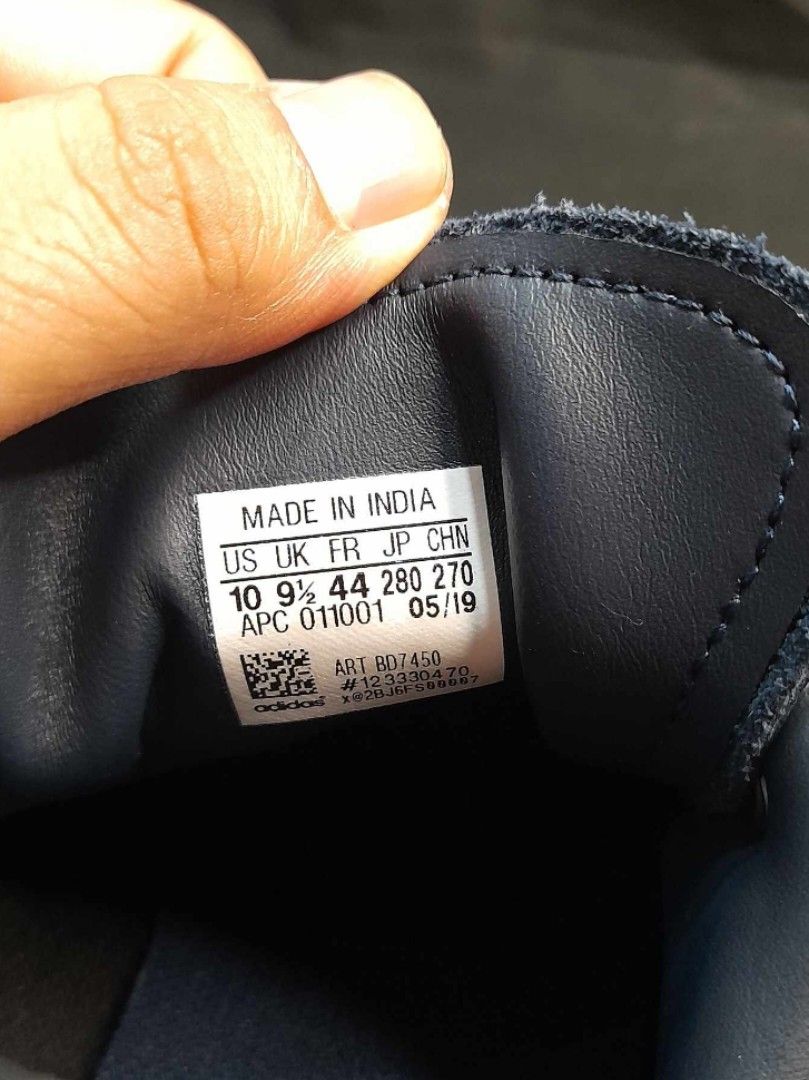 MADE IN INDIA
US UK FR JP CHN
10 9½ 44 280 270
APC 011001 05/19
ART BD7450
#123330470
x@2BJ6FS00007
adidas